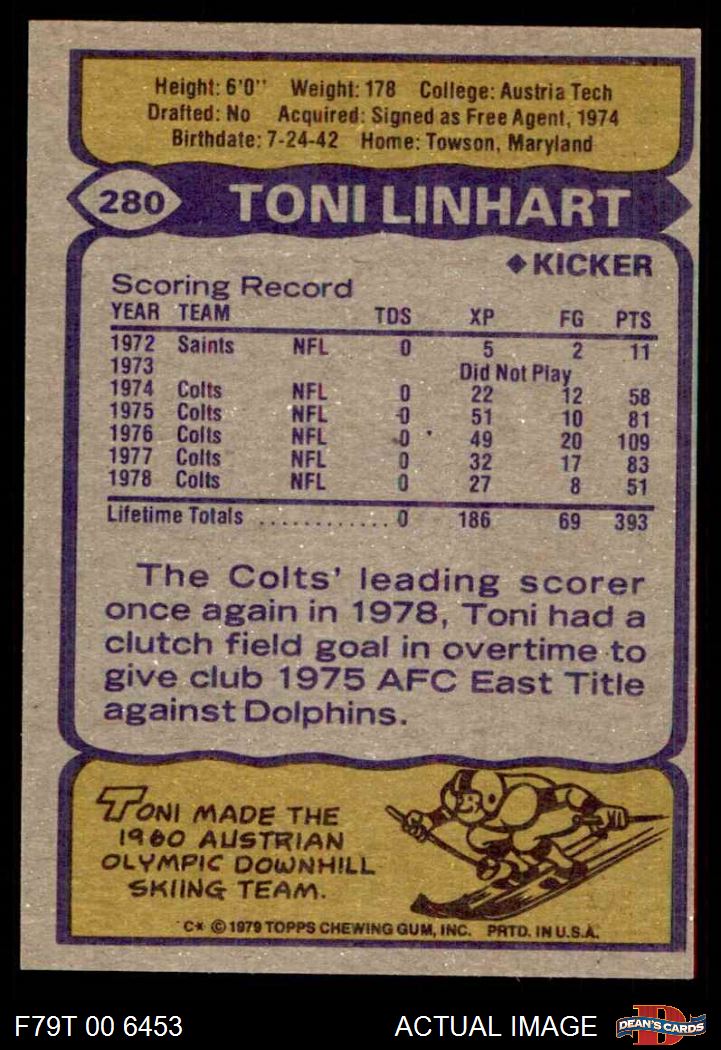 Height: 6'0'' Weight: 178 College: Austria Tech
Drafted: No Acquired: Signed as Free Agent, 1974
Birthdate: 7-24-42 Home: Towson, Maryland
280 TONI LINHART
◆ KICKER
Scoring Record
YEAR TEAM TDS XP FG PTS
1972 Saints NFL 0 5 2 11
1973 Did Not Play
1974 Colts NFL 0 22 12 58
1975 Colts NFL 0 51 10 81
1976 Colts NFL 0 49 20 109
1977 Colts NFL 0 32 17 83
1978 Colts NFL 0 27 8 51
Lifetime Totals ............ 0 186 69 393
The Colts' leading scorer
once again in 1978, Toni had a
clutch field goal in overtime to
give club 1975 AFC East Title
against Dolphins.
TONI MADE THE
1960 AUSTRIAN
OLYMPIC DOWNHILL
SKIING TEAM.
C* © 1979 TOPPS CHEWING GUM, INC. PRTD. IN U.S.A.
F79T 00 6453 ACTUAL IMAGE D DEAN'S CARDS